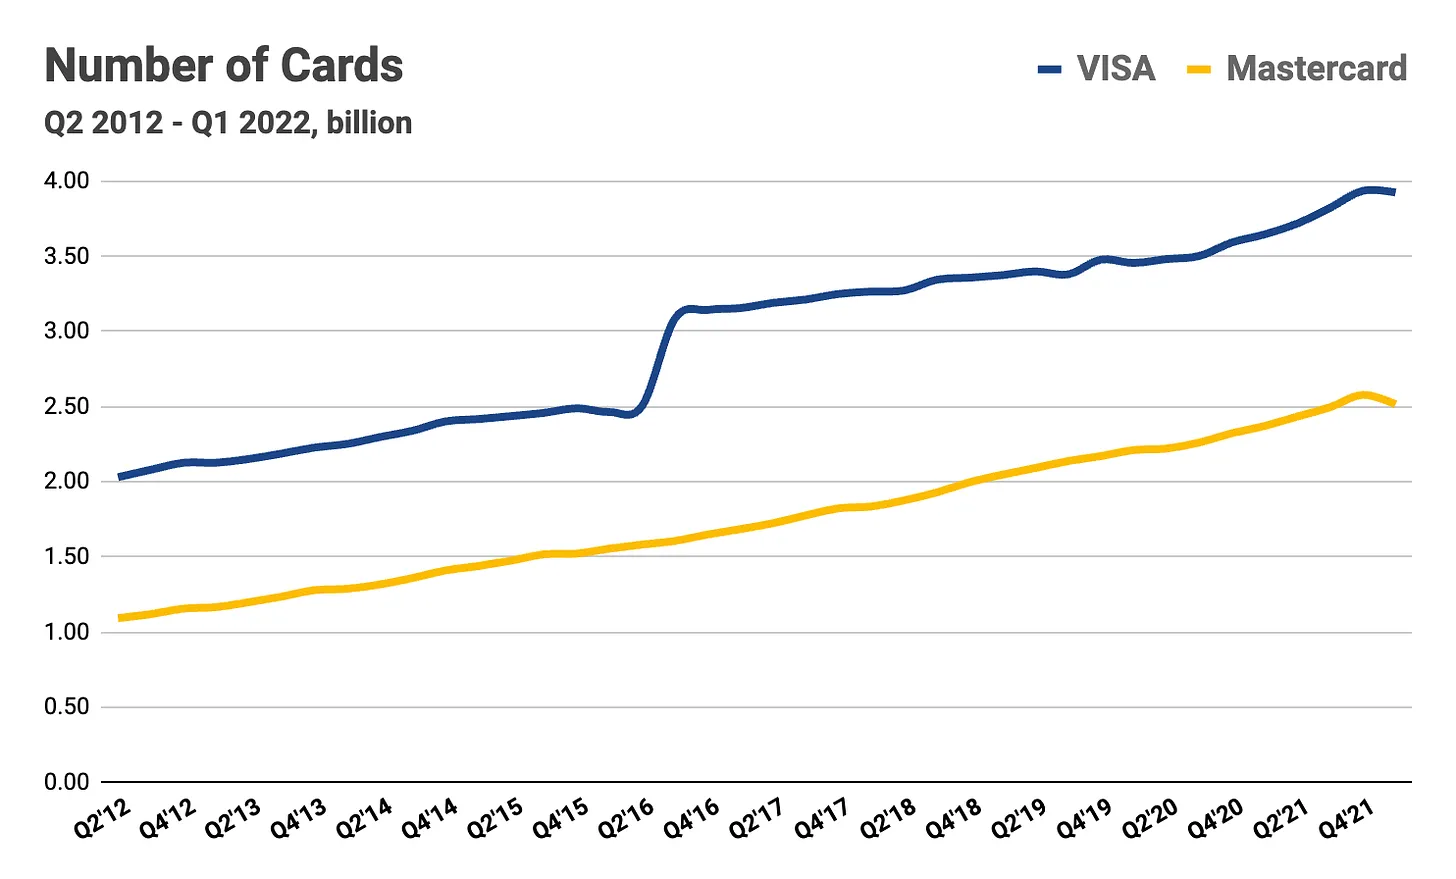 Number of Cards
VISA Mastercard
Q2 2012 - Q1 2022, billion
4.00
3.50
3.00
2.50
2.00
1.50
1.00
0.50
0.00
Q2'12 Q4'12 Q2'13 Q4'13 Q2'14 Q4'14 Q2'15 Q4'15 Q2'16 Q4'16 Q2'17 Q4'17 Q2'18 Q4'18 Q2'19 Q4'19 Q2'20 Q4'20 Q2'21 Q4'21